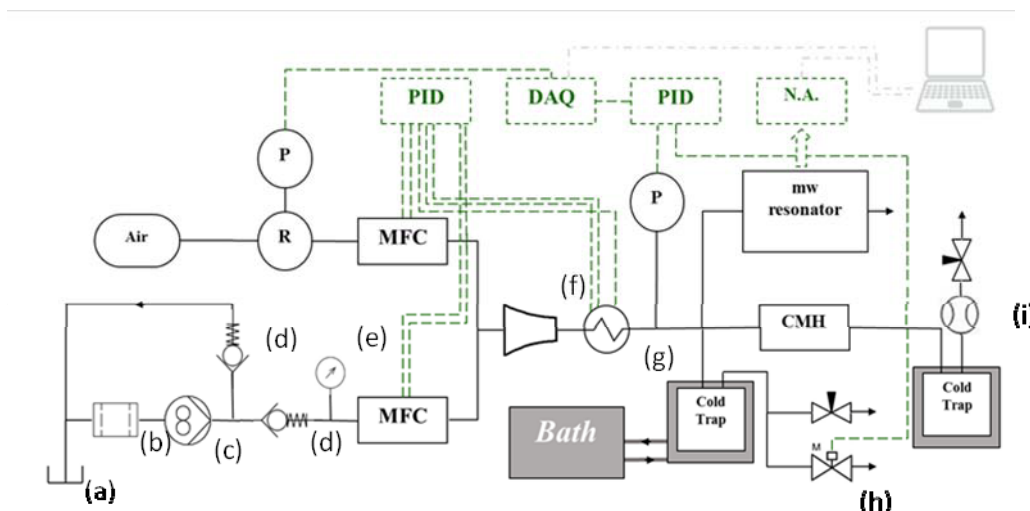 PID
DAQ
PID
N.A.
P
P
mw
resonator
Air
R
MFC
(f)
(d)
(e)
(g)
CMH
(i)
MFC
Cold
Trap
Cold
Trap
(b)
(c)
(d)
Bath
M
(a)
(h)